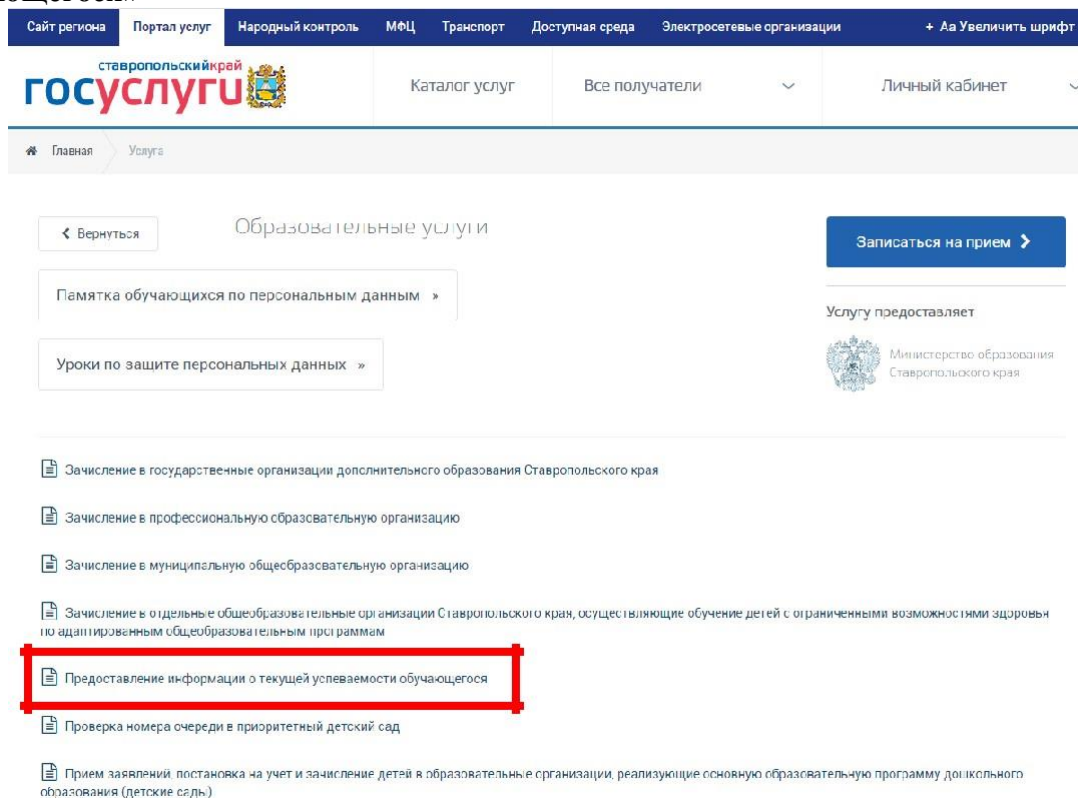 Сайт региона Портал услуг Народный контроль МФЦ Транспорт Доступная среда Электросетевые организации + Аа Увеличить шрифт
ставропольскийкрай
госуслуги Каталог услуг Все получатели Личный кабинет
Главная Услуга
Вернуться Образовательные услуги
Записаться на прием
Памятка обучающихся по персональным данным »
Услугу предоставляет
Министерство образования
Ставропольского края
Уроки по защите персональных данных »
Зачисление в государственные организации дополнительного образования Ставропольского края
Зачисление в профессиональную образовательную организацию
Зачисление в муниципальную общеобразовательную организацию
Зачисление в отдельные общеобразовательные организации Ставропольского края, осуществляющие обучение детей с ограниченными возможностями здоровья
по адаптированным общеобразовательным программам
Предоставление информации о текущей успеваемости обучающегося
Проверка номера очереди в приоритетный детский сад
Прием заявлений, постановка на учет и зачисление детей в образовательные организации, реализующие основную образовательную программу дошкольного
образования (детские сады)